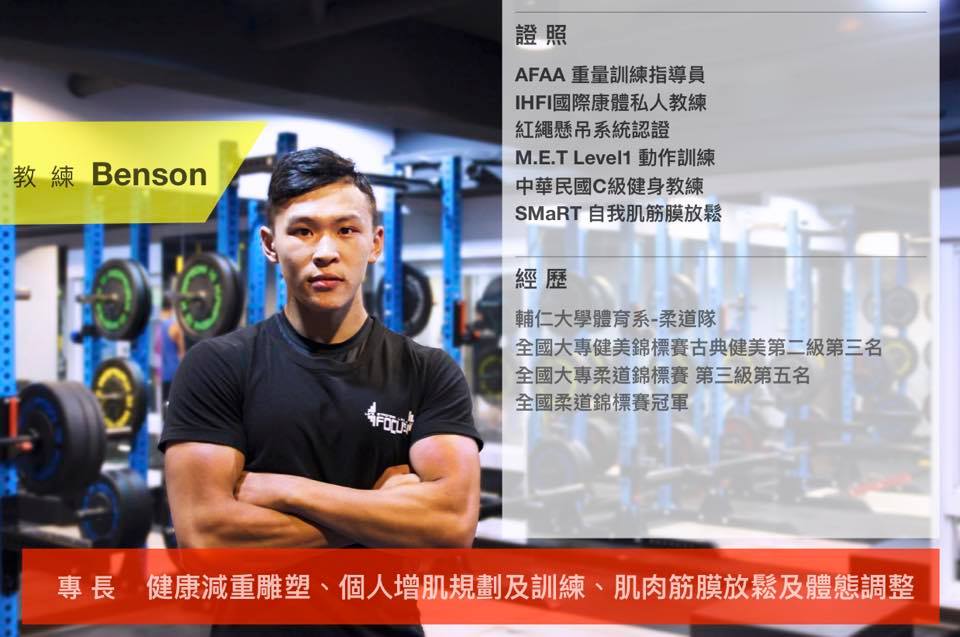 教練 Benson
證照
AFAA 重量訓練指導員
IHFI國際康體私人教練
紅繩懸吊系統認證
M.E.T Level1 動作訓練
中華民國C級健身教練
SMaRT 自我肌筋膜放鬆
經歷
輔仁大學體育系-柔道隊
全國大專健美錦標賽古典健美第二級第三名
全國大專柔道錦標賽 第三級第五名
全國柔道錦標賽冠軍
FOCUS
專長 健康減重雕塑、個人增肌規劃及訓練、肌肉筋膜放鬆及體態調整